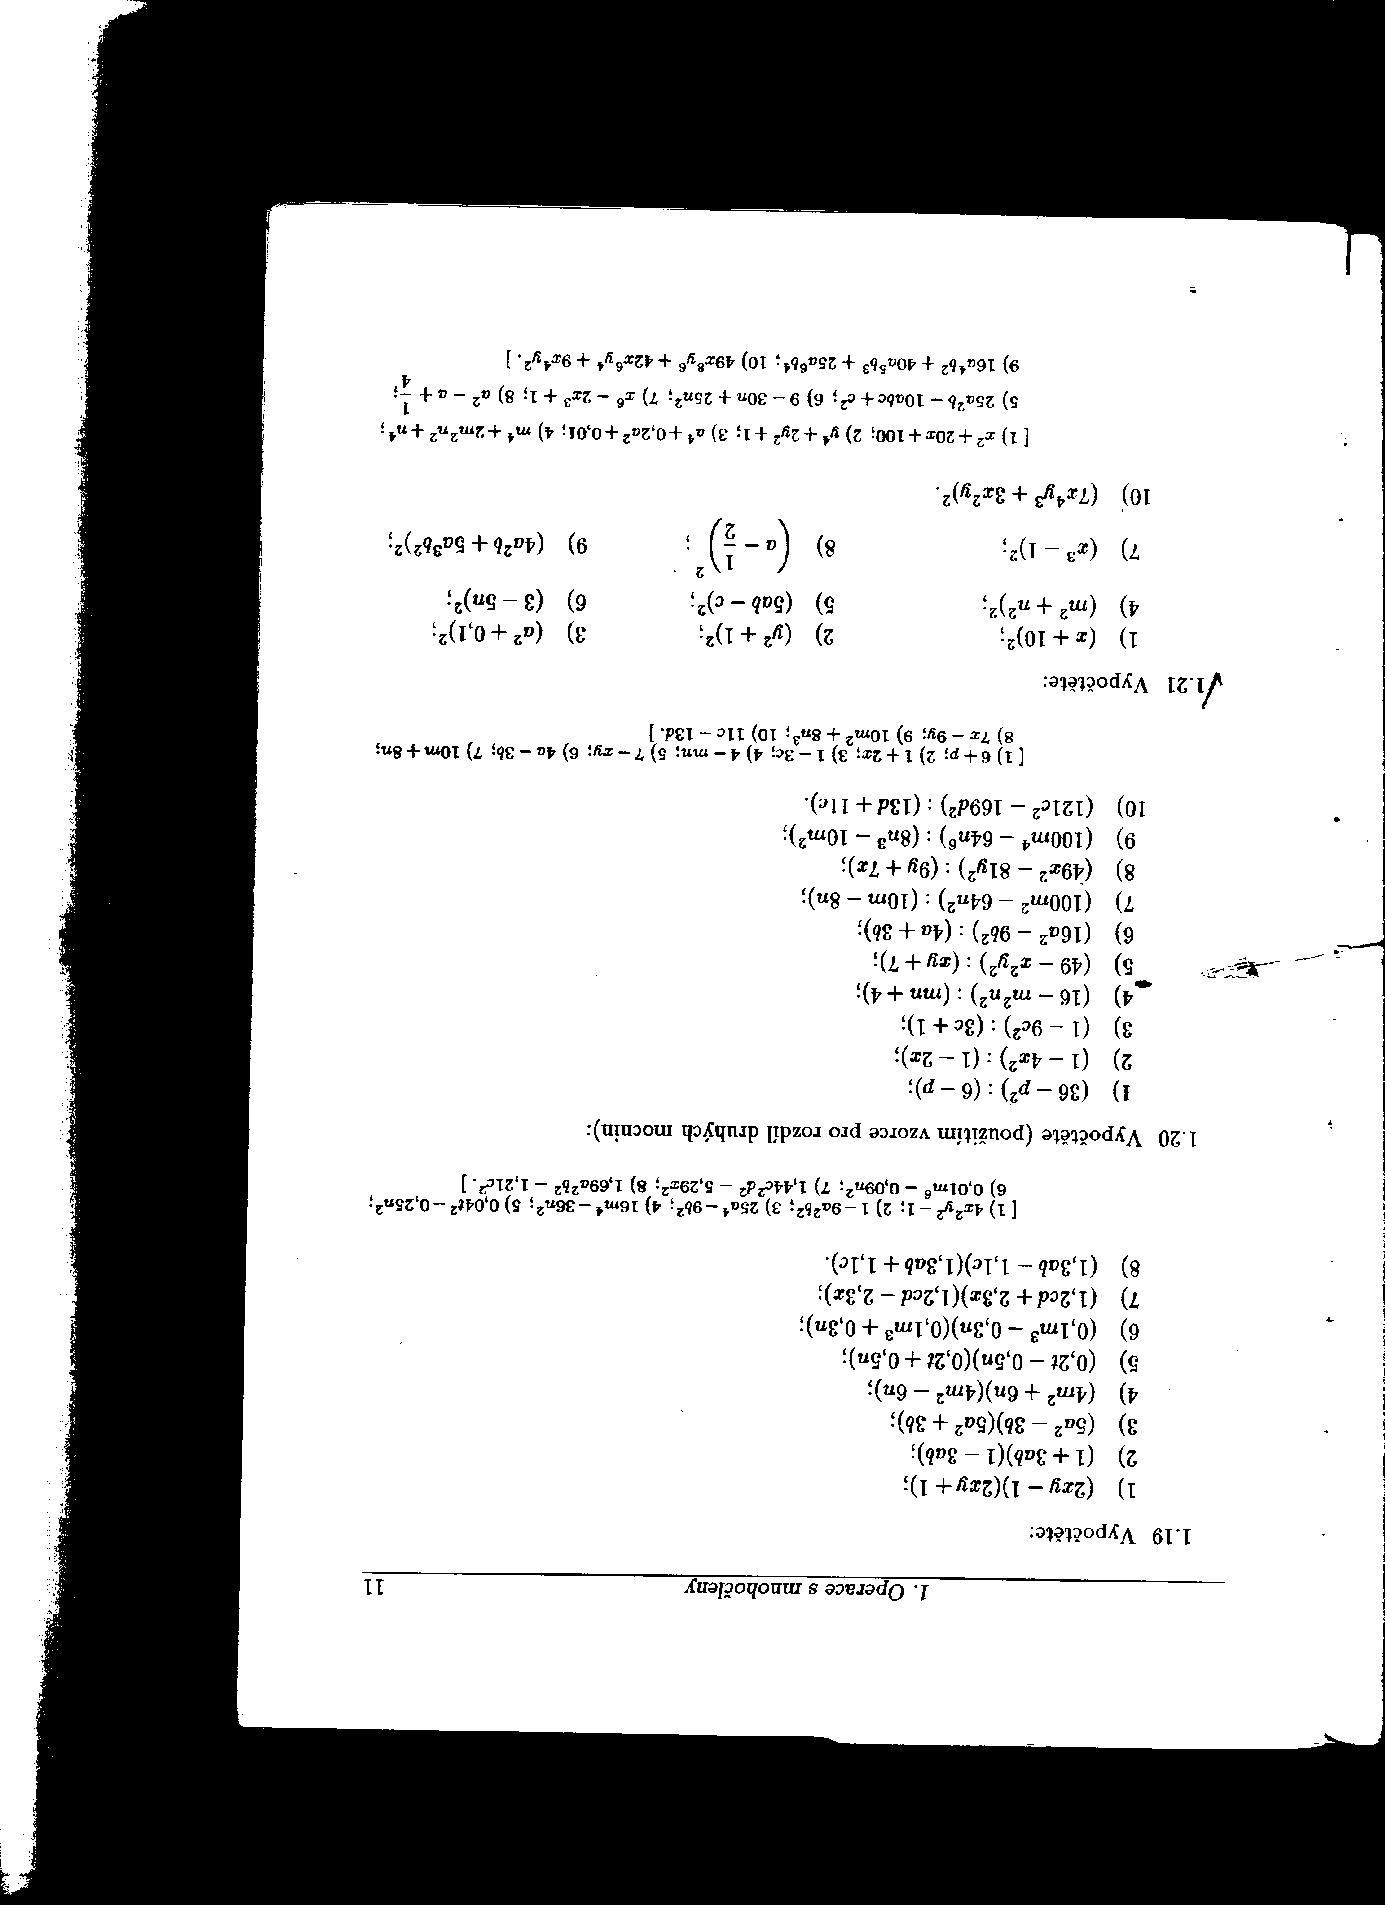 1. Operace s mnohočleny 11
1.19 Vypočtěte:
1) (2xy − 1)(2xy + 1);
2) (1 + 3ab)(1 − 3ab);
3) (5a² − 3b)(5a² + 3b);
4) (4m² + 6n)(4m² − 6n);
5) (0,2t − 0,5n)(0,2t + 0,5n);
6) (0,1m³ − 0,3n)(0,1m³ + 0,3n);
7) (1,2cd + 2,3x)(1,2cd − 2,3x);
8) (1,3ab − 1,1c)(1,3ab + 1,1c).
[ 1) 4x²y² − 1; 2) 1 − 9a²b²; 3) 25a⁴ − 9b²; 4) 16m⁴ − 36n²; 5) 0,04t² − 0,25n²;
6) 0,01m⁶ − 0,09n²; 7) 1,44c²d² − 5,29x²; 8) 1,69a²b² − 1,21c². ]
1.20 Vypočtěte (použitím vzorce pro rozdíl druhých mocnin):
1) (36 − p²) : (6 − p);
2) (1 − 4x²) : (1 − 2x);
3) (1 − 9c²) : (3c + 1);
4) (16 − m²n²) : (mn + 4);
5) (49 − x²y²) : (xy + 7);
6) (16a² − 9b²) : (4a + 3b);
7) (100m² − 64n²) : (10m − 8n);
8) (49x² − 81y²) : (9y + 7x);
9) (100m⁴ − 64n⁶) : (8n³ − 10m²);
10) (121c² − 169d²) : (13d + 11c).
[ 1) 6 + p; 2) 1 + 2x; 3) 1 − 3c; 4) 4 − mn; 5) 7 − xy; 6) 4a − 3b; 7) 10m + 8n;
8) 7x − 9y; 9) 10m² + 8n³; 10) 11c − 13d. ]
1.21 Vypočtěte:
1) (x + 10)²; 2) (y² + 1)²; 3) (a² + 0,1)²;
4) (m² + n²)²; 5) (5ab − c)²; 6) (3 − 5n)²;
7) (x³ − 1)²; 8) (a − 1/2)²; 9) (4a²b + 5a³b²)²;
10) (7x⁴y³ + 3x²y)².
[ 1) x² + 20x + 100; 2) y⁴ + 2y² + 1; 3) a⁴ + 0,2a² + 0,01; 4) m⁴ + 2m²n² + n⁴;
5) 25a²b − 10abc + c²; 6) 9 − 30n + 25n²; 7) x⁶ − 2x³ + 1; 8) a² − a + 1/4;
9) 16a⁴b² + 40a⁵b³ + 25a⁶b⁴; 10) 49x⁸y⁶ + 42x⁶y⁴ + 9x⁴y². ]